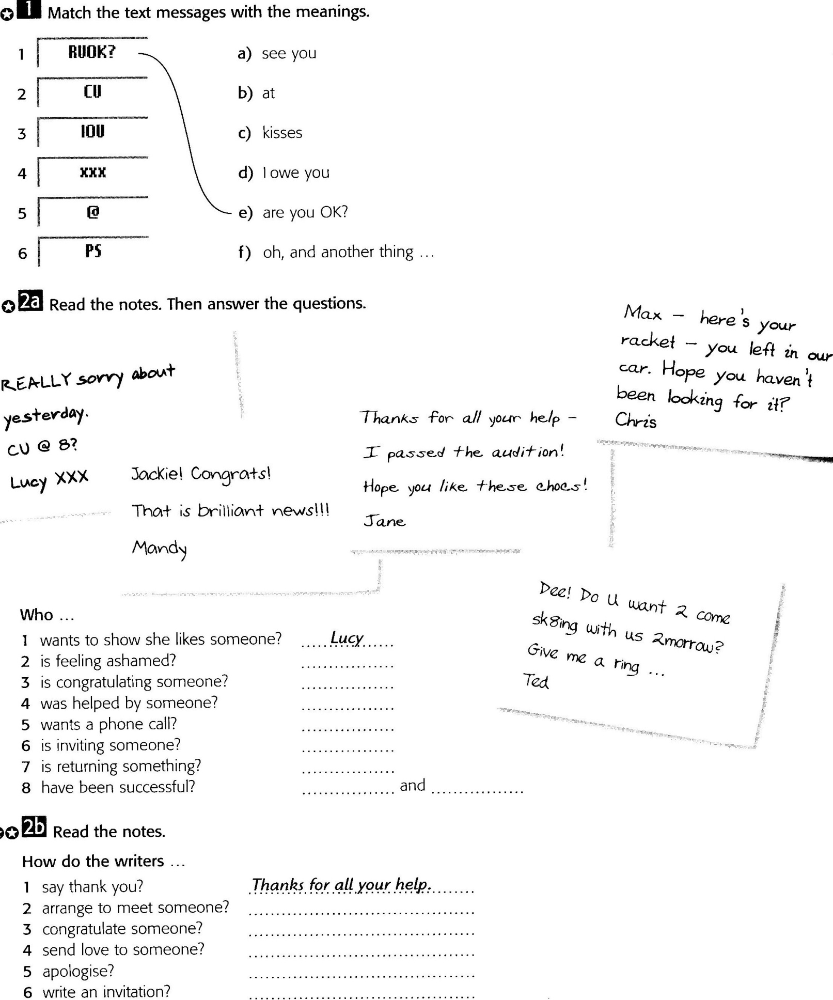 1 Match the text messages with the meanings.
1 RUOK? a) see you
2 CU b) at
3 IOU c) kisses
4 XXX d) I owe you
5 @ e) are you OK?
6 PS f) oh, and another thing ...
2a Read the notes. Then answer the questions.
REALLY sorry about
yesterday.
CU @ 8?
Lucy XXX
Jackie! Congrats!
That is brilliant news!!!
Mandy
Thanks for all your help –
I passed the audition!
Hope you like these chocs!
Jane
Max – here's your
racket – you left in our
car. Hope you haven't
been looking for it?
Chris
Dee! Do U want 2 come
sk8ing with us 2morrow?
Give me a ring ...
Ted
Who ...
1 wants to show she likes someone? Lucy
2 is feeling ashamed? ..................
3 is congratulating someone? ..................
4 was helped by someone? ..................
5 wants a phone call? ..................
6 is inviting someone? ..................
7 is returning something? ..................
8 have been successful? .................. and ..................
2b Read the notes.
How do the writers ...
1 say thank you? Thanks for all your help.
2 arrange to meet someone? ..................
3 congratulate someone? ..................
4 send love to someone? ..................
5 apologise? ..................
6 write an invitation? ..................